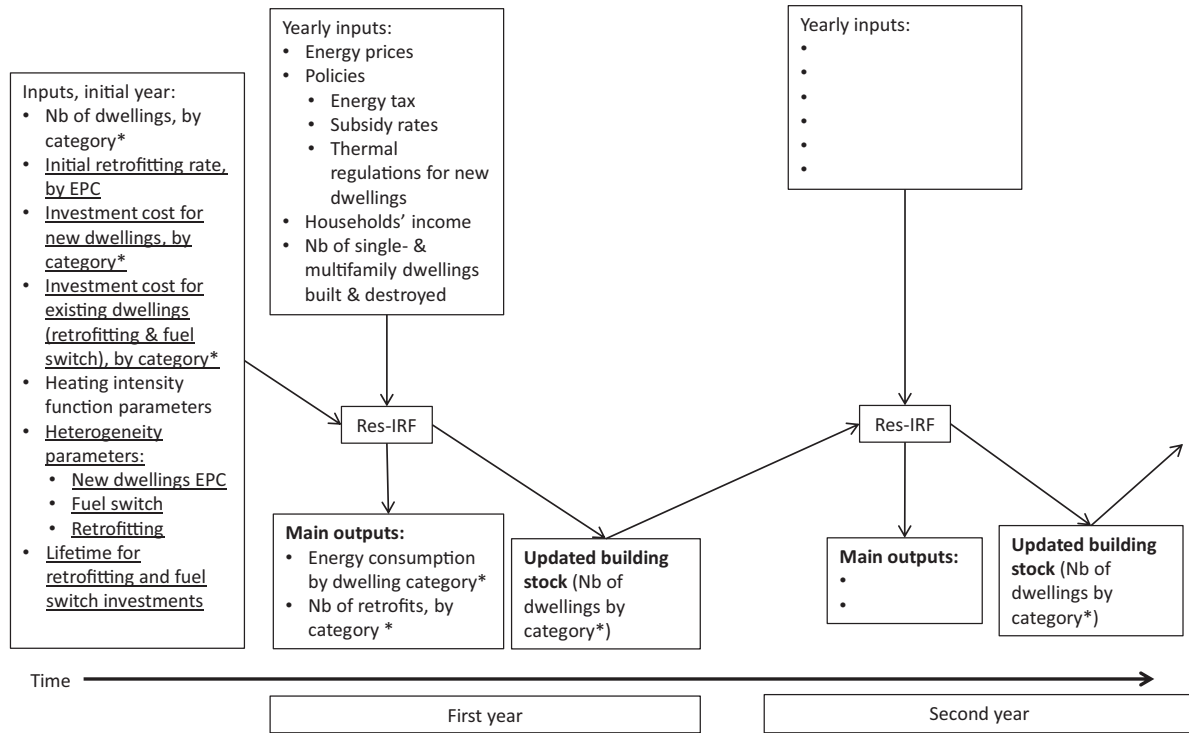 Inputs, initial year:
• Nb of dwellings, by
category*
• Initial retrofitting rate,
by EPC
• Investment cost for
new dwellings, by
category*
• Investment cost for
existing dwellings
(retrofitting & fuel
switch), by category*
• Heating intensity
function parameters
• Heterogeneity
parameters:
• New dwellings EPC
• Fuel switch
• Retrofitting
• Lifetime for
retrofitting and fuel
switch investments
Yearly inputs:
• Energy prices
• Policies
• Energy tax
• Subsidy rates
• Thermal
regulations for new
dwellings
• Households’ income
• Nb of single- &
multifamily dwellings
built & destroyed
Res-IRF
Main outputs:
• Energy consumption
by dwelling category*
• Nb of retrofits, by
category *
Updated building
stock (Nb of
dwellings by
category*)
Yearly inputs:
•
•
•
•
•
•
Res-IRF
Main outputs:
•
•
Updated building
stock (Nb of
dwellings by
category*)
Time
First year
Second year